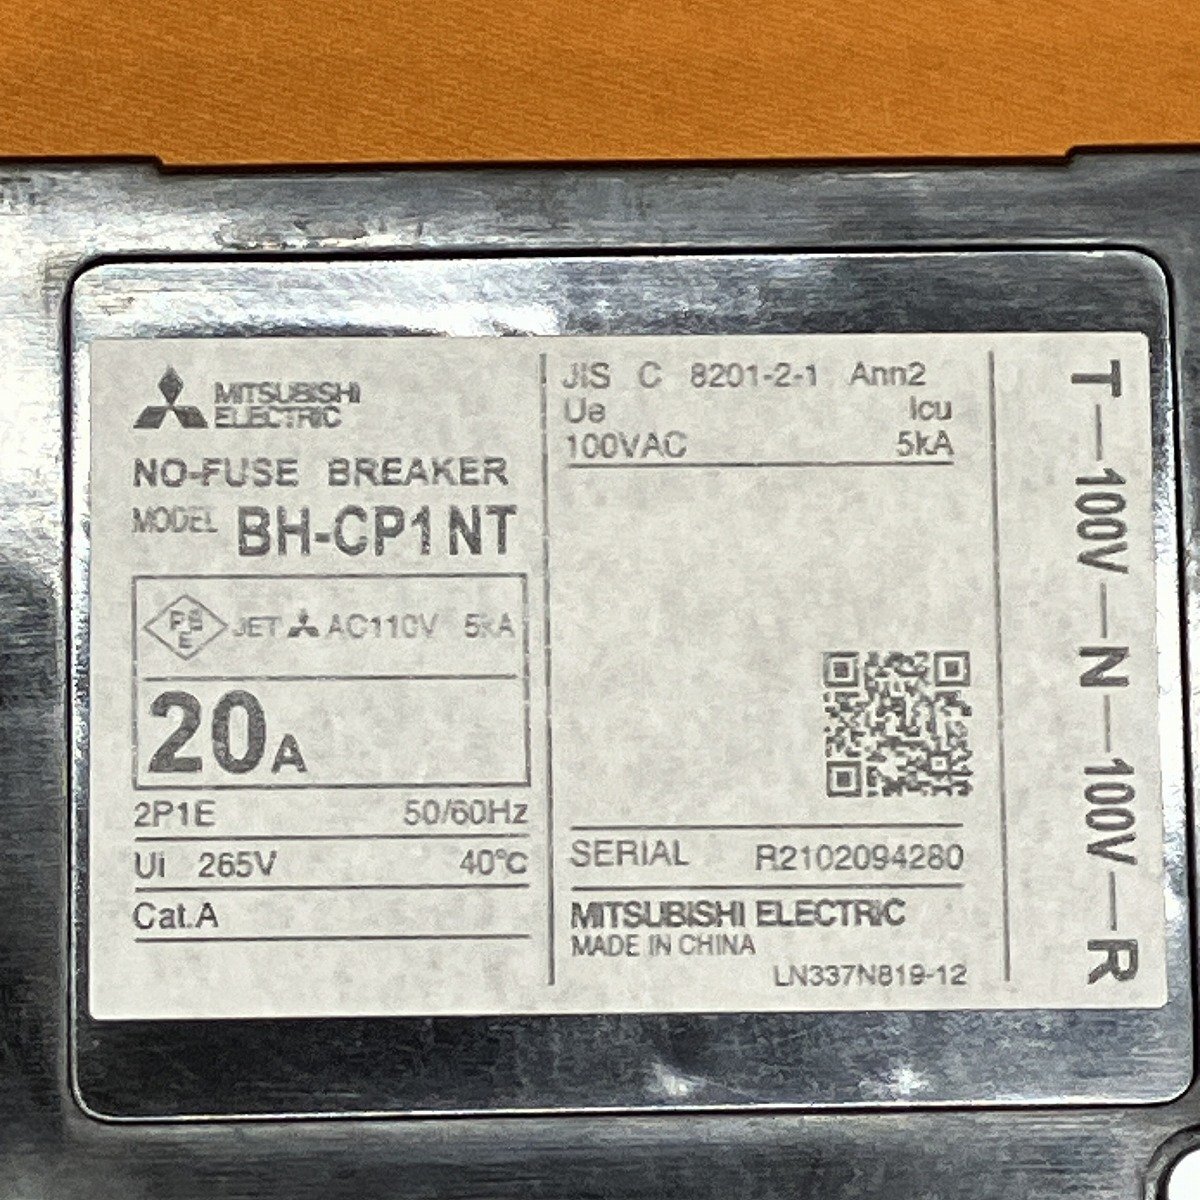 MITSUBISHI
ELECTRIC
NO-FUSE BREAKER
MODEL BH-CP1NT
PS
E
JET AC110V 5kA
20A
2P1E 50/60Hz
Ui 265V 40℃
Cat.A
JIS C 8201-2-1 Ann2
Ue Icu
100VAC 5kA
SERIAL R2102094280
MITSUBISHI ELECTRIC
MADE IN CHINA
LN337N819-12
T—100V—N—100V—R